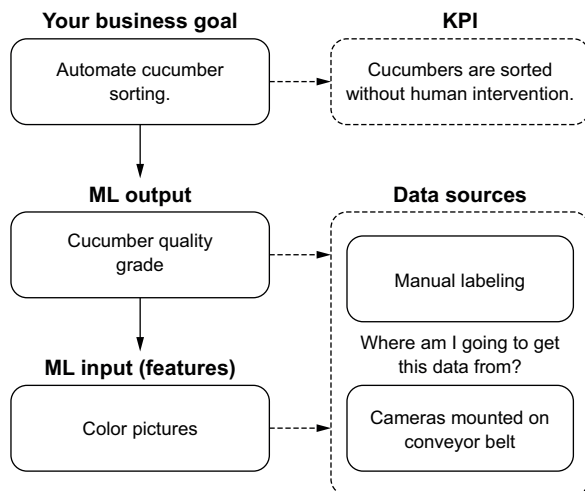 Your business goal
KPI
Automate cucumber
sorting.
Cucumbers are sorted
without human intervention.
ML output
Data sources
Cucumber quality
grade
Manual labeling
Where am I going to get
this data from?
ML input (features)
Color pictures
Cameras mounted on
conveyor belt